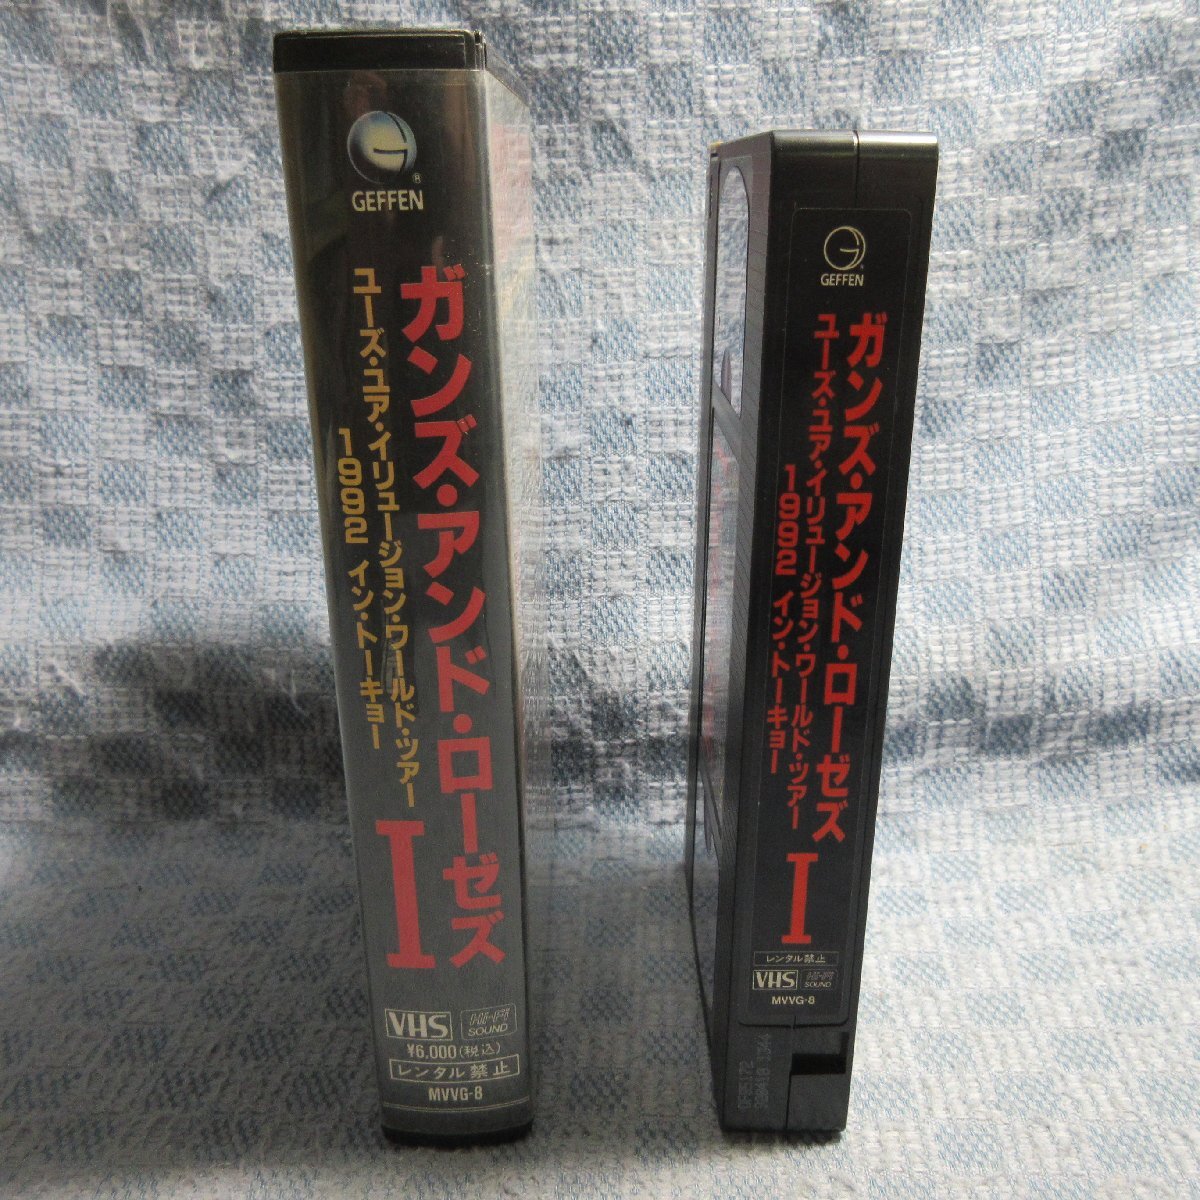 GEFFEN
ガンズ・アンド・ローゼズ
ユーズ・ユア・イリュージョン・ワールド・ツアー
1992 イン・トーキョー
I
VHS
Hi-Fi
SOUND
¥6,000(税込)
レンタル禁止
MVVG-8
GEFFEN
ガンズ・アンド・ローゼズ
ユーズ・ユア・イリュージョン・ワールド・ツアー
1992 イン・トーキョー
I
レンタル禁止
VHS
Hi-Fi
SOUND
MVVG-8